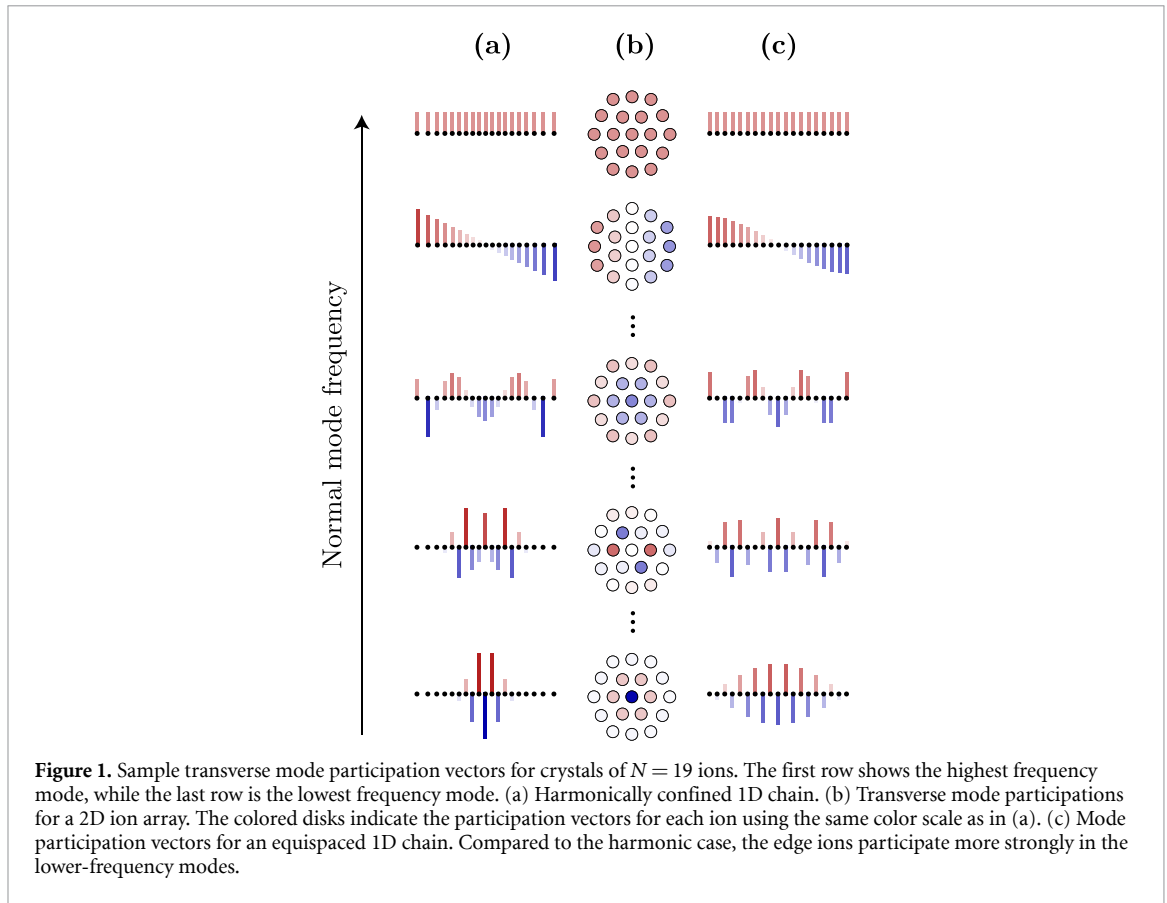 (a)
(b)
(c)
Normal mode frequency
Figure 1. Sample transverse mode participation vectors for crystals of N = 19 ions. The first row shows the highest frequency
mode, while the last row is the lowest frequency mode. (a) Harmonically confined 1D chain. (b) Transverse mode participations
for a 2D ion array. The colored disks indicate the participation vectors for each ion using the same color scale as in (a). (c) Mode
participation vectors for an equispaced 1D chain. Compared to the harmonic case, the edge ions participate more strongly in the
lower-frequency modes.